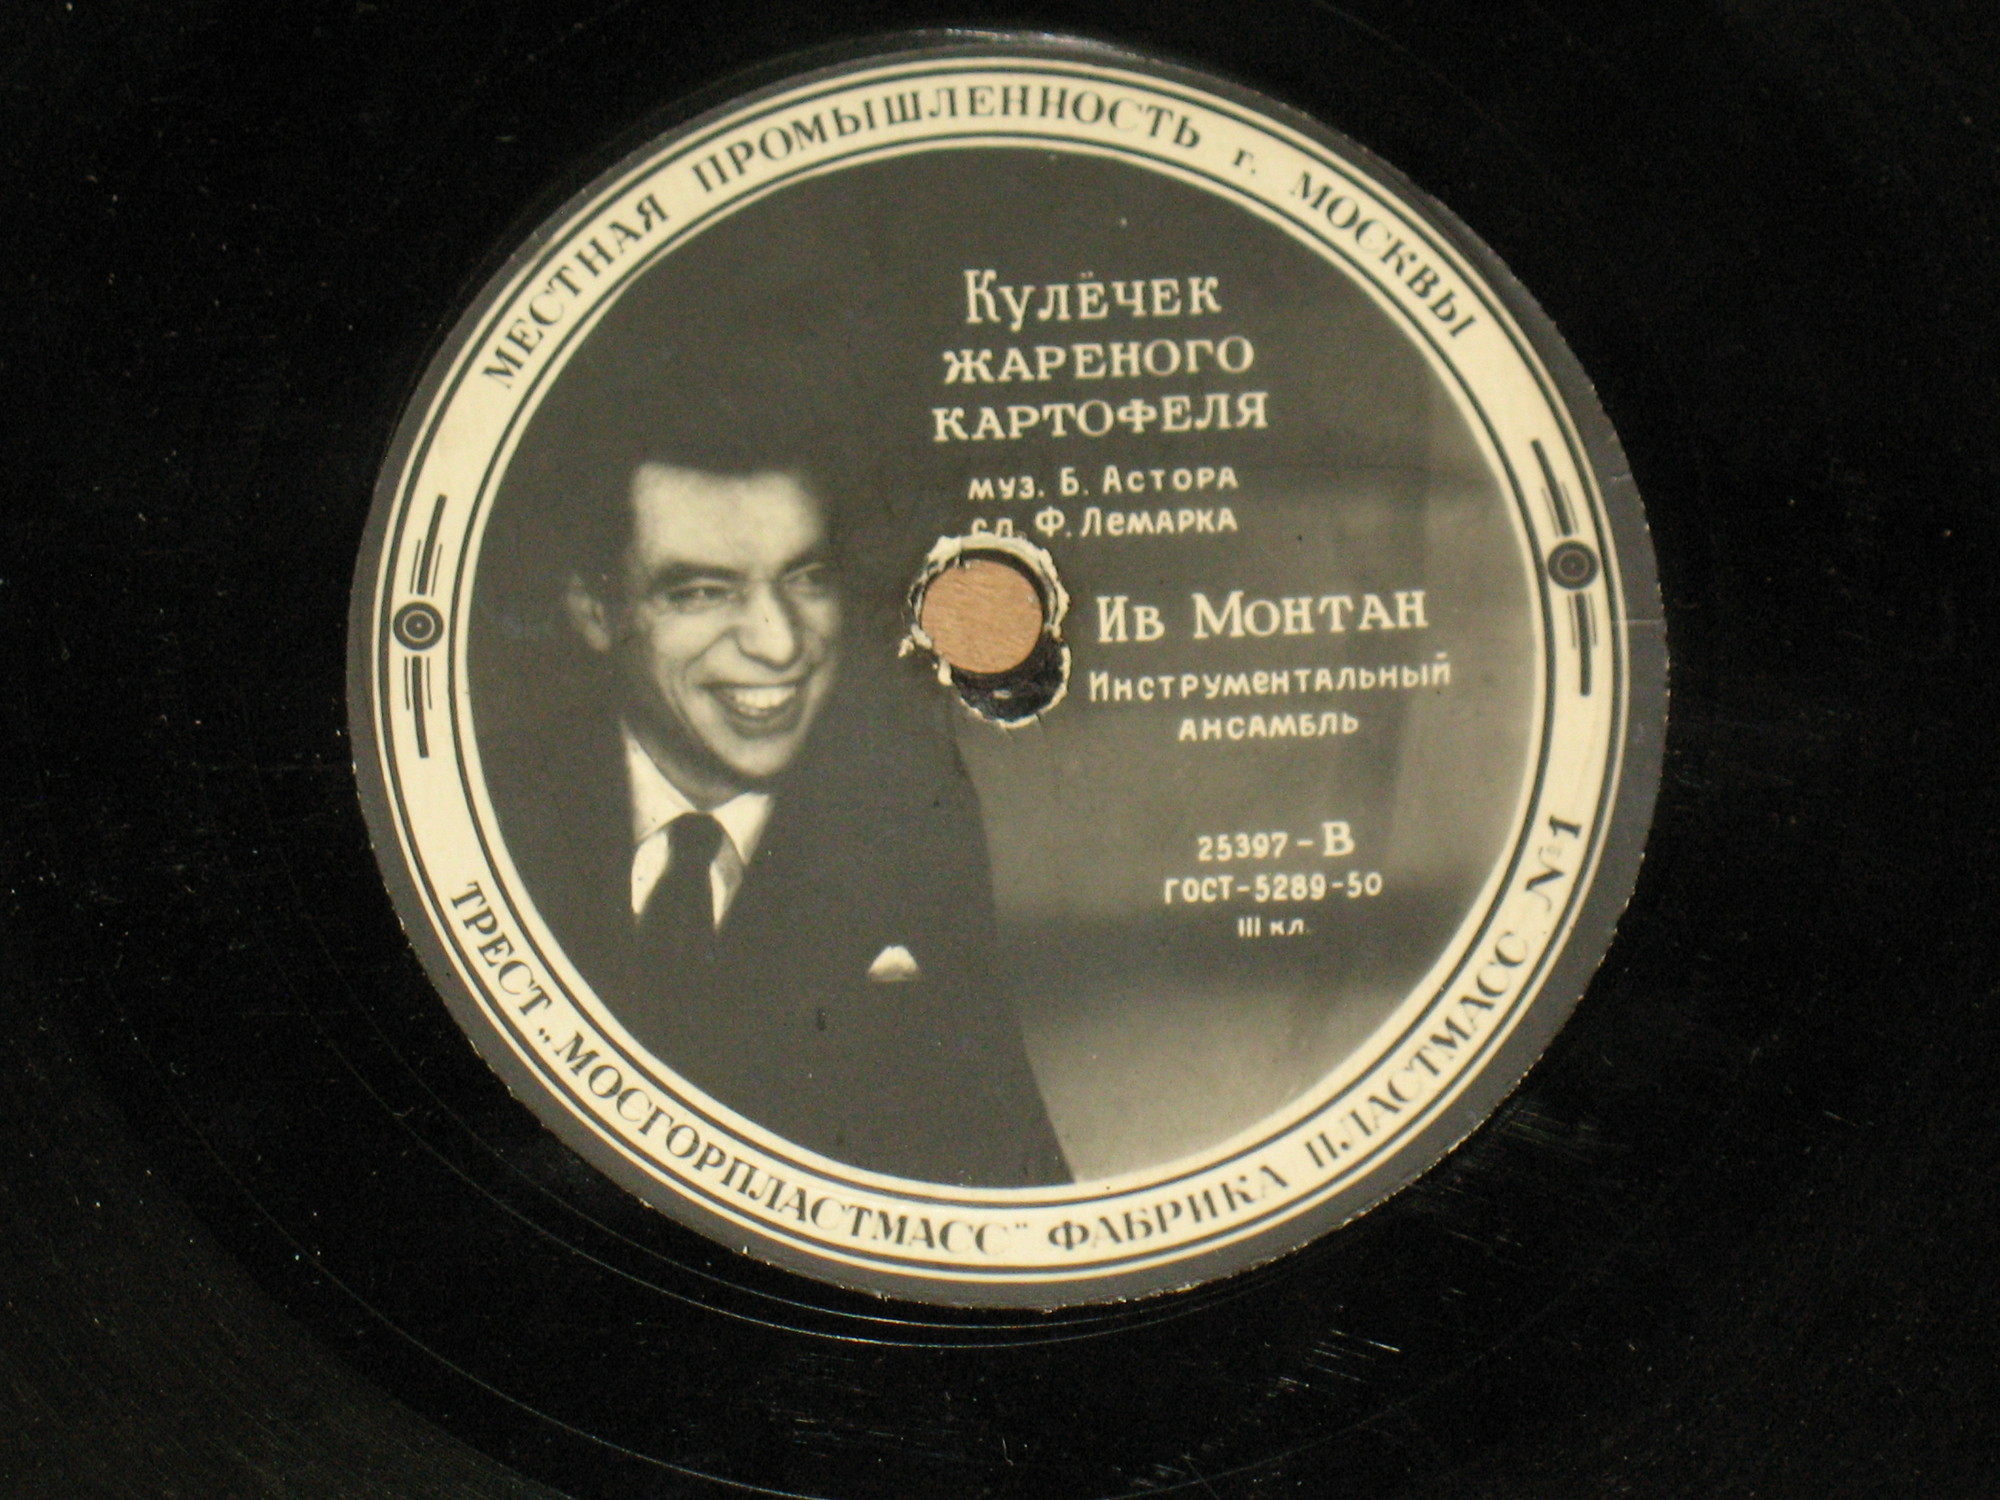 МЕСТНАЯ ПРОМЫШЛЕННОСТЬ г. МОСКВЫ
Кулёчек
жареного
картофеля
муз. Б. Астора
сл. Ф. Лемарка
Ив Монтан
Инструментальный
ансамбль
25397-В
ГОСТ-5289-50
III кл.
ТРЕСТ „МОСГОРПЛАСТМАСС" ФАБРИКА ПЛАСТМАСС №1